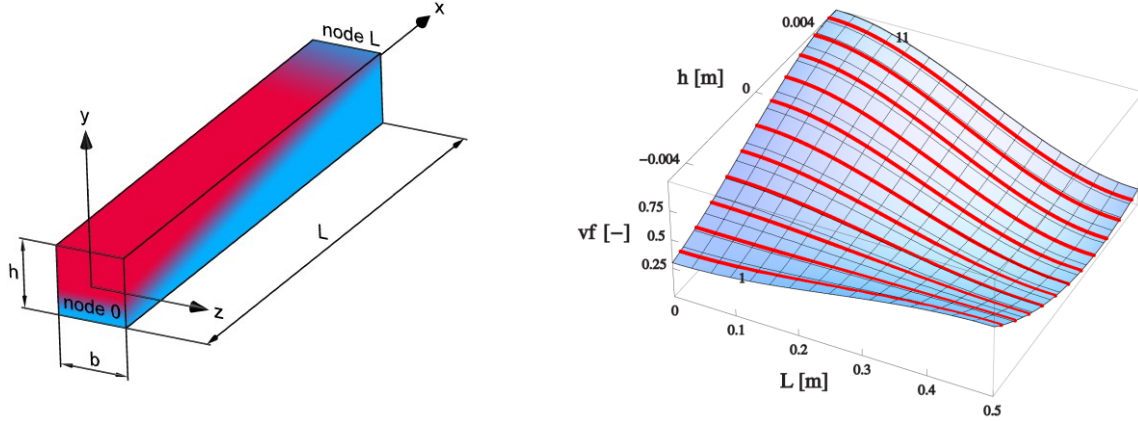 node L
x
y
L
h
node 0
z
b
0.004
11
h [m]
0
−0.004
0.75
vf [−]
0.5
0.25
1
0
0.1
0.2
L [m]
0.3
0.4
0.5